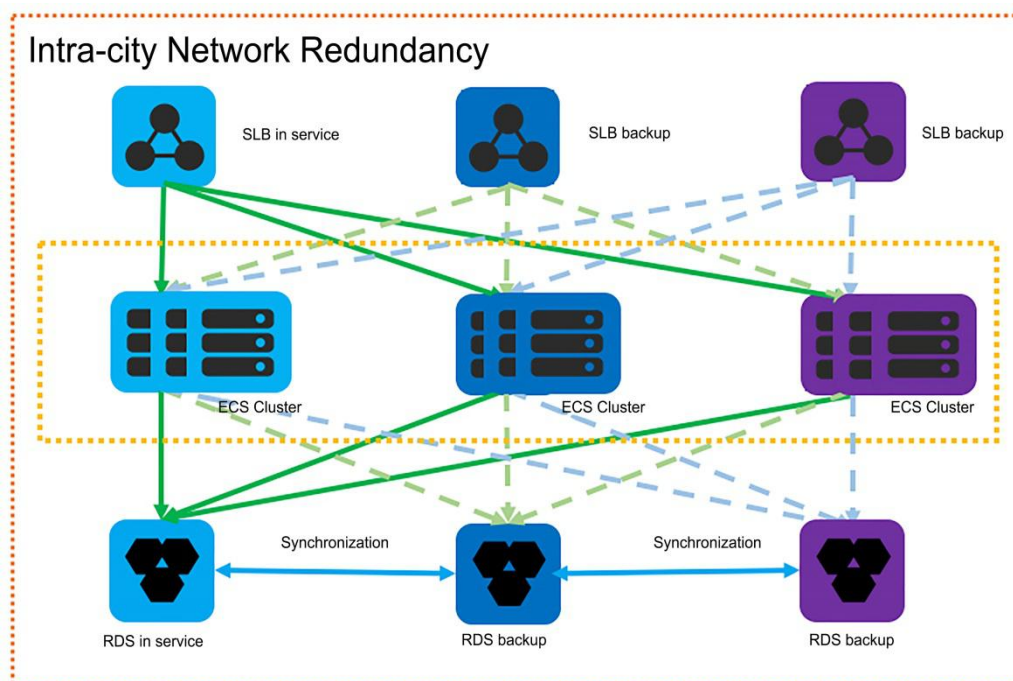 Intra-city Network Redundancy
SLB in service
SLB backup
SLB backup
ECS Cluster
ECS Cluster
ECS Cluster
Synchronization
Synchronization
RDS in service
RDS backup
RDS backup